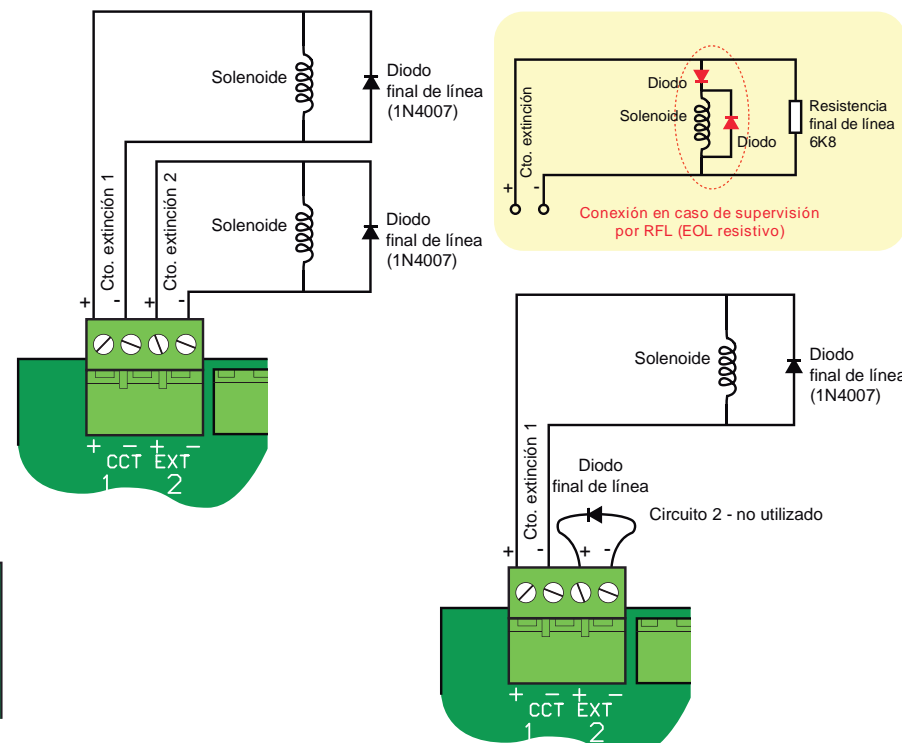 Solenoide
Diodo
final de línea
(1N4007)
Cto. extinción 1
Cto. extinción 2
Solenoide
Diodo
final de línea
(1N4007)
+ - + -
+ - + -
CCT EXT
1 2
Diodo
Solenoide
Diodo
Resistencia
final de línea
6K8
Cto. extinción
+ -
Conexión en caso de supervisión
por RFL (EOL resistivo)
Solenoide
Diodo
final de línea
(1N4007)
Cto. extinción 1
Diodo
final de línea
Circuito 2 - no utilizado
+ - + -
+ - + -
CCT EXT
1 2